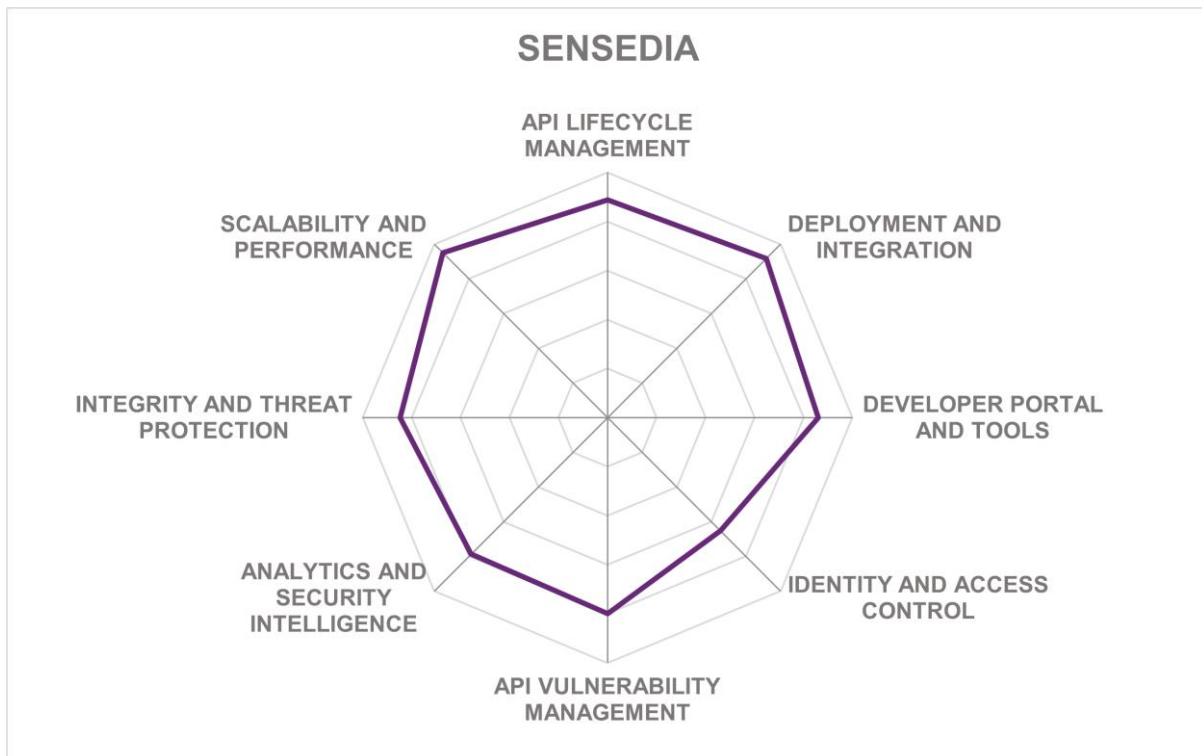 SENSEDIA
API LIFECYCLE
MANAGEMENT
DEPLOYMENT AND
INTEGRATION
DEVELOPER PORTAL
AND TOOLS
IDENTITY AND ACCESS
CONTROL
API VULNERABILITY
MANAGEMENT
ANALYTICS AND
SECURITY
INTELLIGENCE
INTEGRITY AND THREAT
PROTECTION
SCALABILITY AND
PERFORMANCE